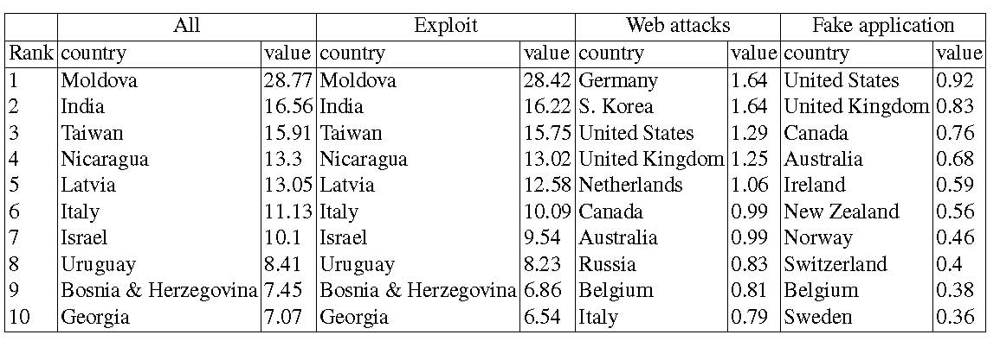 All Exploit Web attacks Fake application
Rank country value country value country value country value
1 Moldova 28.77 Moldova 28.42 Germany 1.64 United States 0.92
2 India 16.56 India 16.22 S. Korea 1.64 United Kingdom 0.83
3 Taiwan 15.91 Taiwan 15.75 United States 1.29 Canada 0.76
4 Nicaragua 13.3 Nicaragua 13.02 United Kingdom 1.25 Australia 0.68
5 Latvia 13.05 Latvia 12.58 Netherlands 1.06 Ireland 0.59
6 Italy 11.13 Italy 10.09 Canada 0.99 New Zealand 0.56
7 Israel 10.1 Israel 9.54 Australia 0.99 Norway 0.46
8 Uruguay 8.41 Uruguay 8.23 Russia 0.83 Switzerland 0.4
9 Bosnia & Herzegovina 7.45 Bosnia & Herzegovina 6.86 Belgium 0.81 Belgium 0.38
10 Georgia 7.07 Georgia 6.54 Italy 0.79 Sweden 0.36